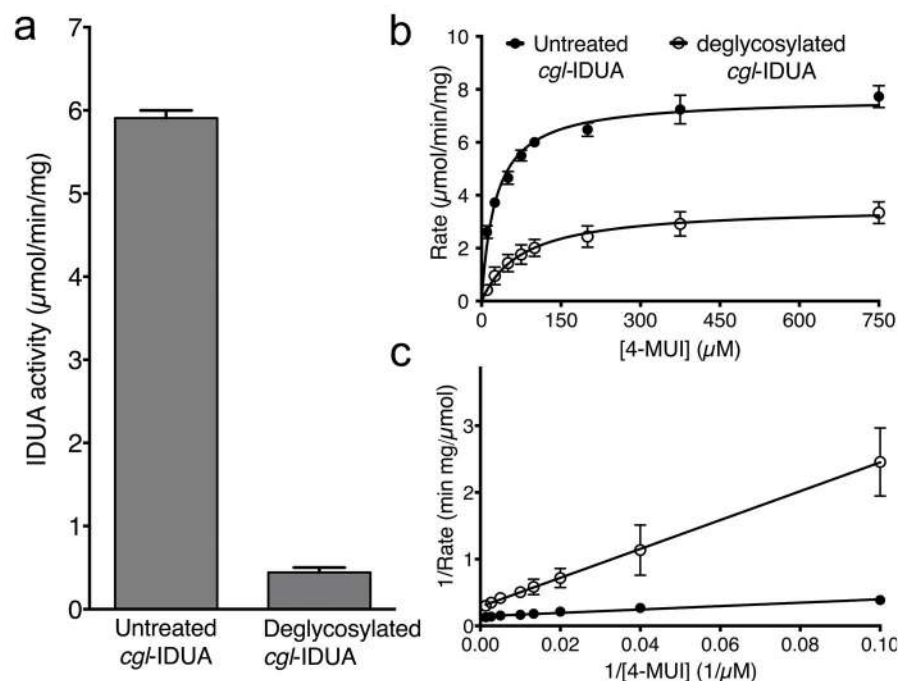 a
IDUA activity (µmol/min/mg)
7
6
5
4
3
2
1
0
Untreated
cgl-IDUA
Deglycosylated
cgl-IDUA
b
Untreated
cgl-IDUA
deglycosylated
cgl-IDUA
Rate (µmol/min/mg)
10
8
6
4
2
0
0 150 300 450 600 750
[4-MUI] (µM)
c
1/Rate (min mg/µmol)
3
2
1
0
0.00 0.02 0.04 0.06 0.08 0.10
1/[4-MUI] (1/µM)